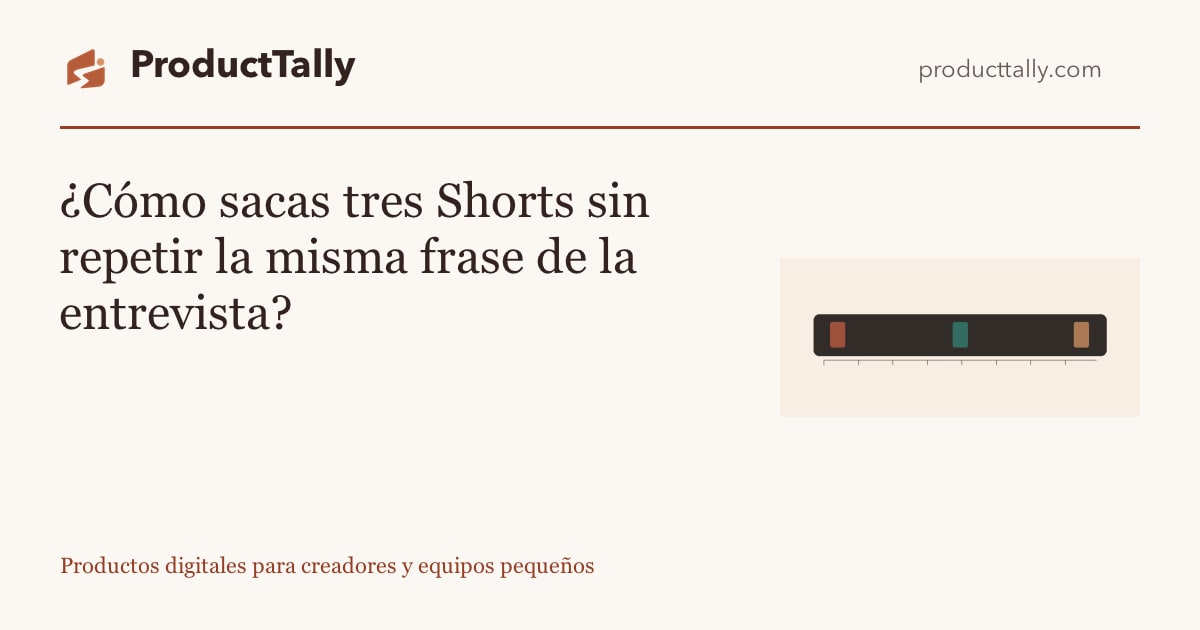 ProductTally
producttally.com
¿Cómo sacas tres Shorts sin
repetir la misma frase de la
entrevista?
Productos digitales para creadores y equipos pequeños